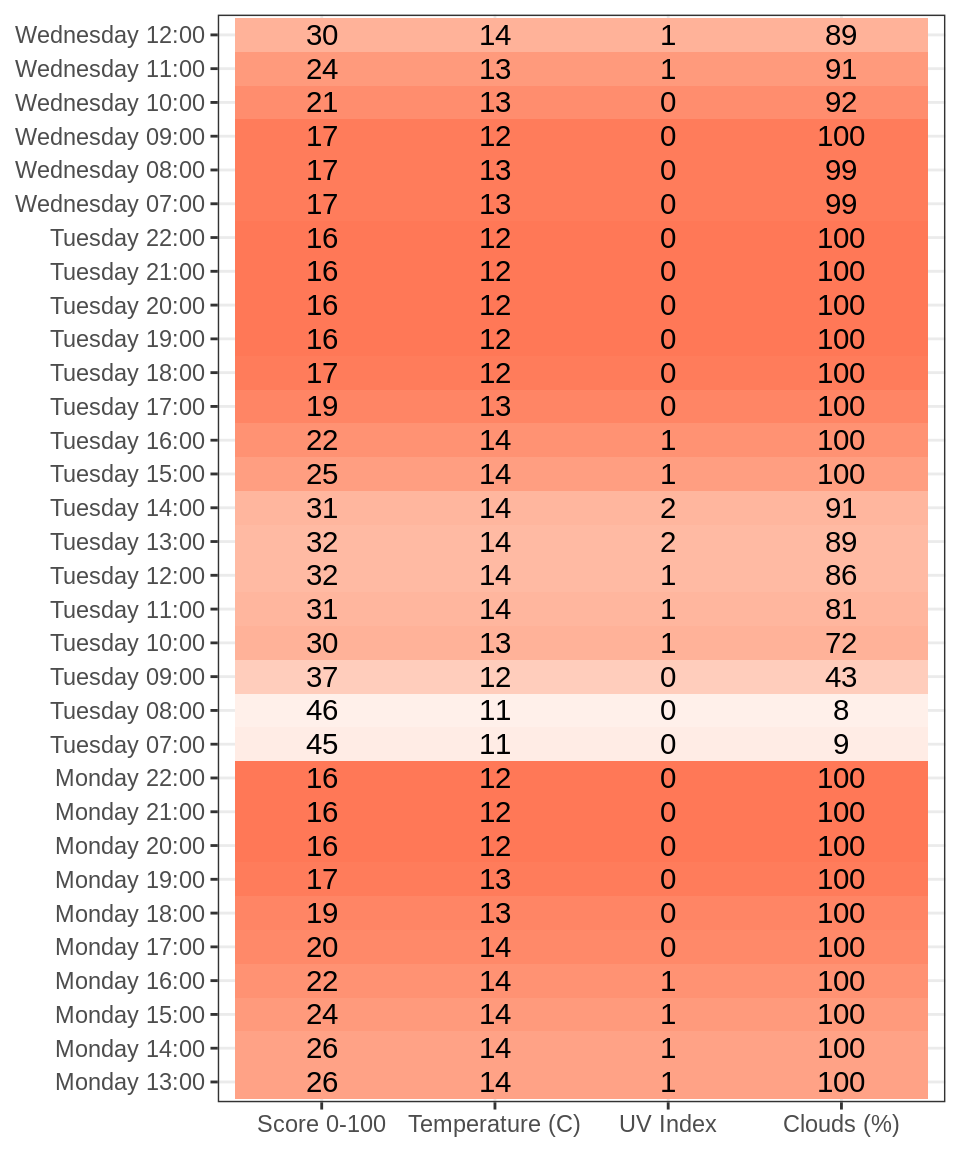 Wednesday 12:00 30 14 1 89
Wednesday 11:00 24 13 1 91
Wednesday 10:00 21 13 0 92
Wednesday 09:00 17 12 0 100
Wednesday 08:00 17 13 0 99
Wednesday 07:00 17 13 0 99
Tuesday 22:00 16 12 0 100
Tuesday 21:00 16 12 0 100
Tuesday 20:00 16 12 0 100
Tuesday 19:00 16 12 0 100
Tuesday 18:00 17 12 0 100
Tuesday 17:00 19 13 0 100
Tuesday 16:00 22 14 1 100
Tuesday 15:00 25 14 1 100
Tuesday 14:00 31 14 2 91
Tuesday 13:00 32 14 2 89
Tuesday 12:00 32 14 1 86
Tuesday 11:00 31 14 1 81
Tuesday 10:00 30 13 1 72
Tuesday 09:00 37 12 0 43
Tuesday 08:00 46 11 0 8
Tuesday 07:00 45 11 0 9
Monday 22:00 16 12 0 100
Monday 21:00 16 12 0 100
Monday 20:00 16 12 0 100
Monday 19:00 17 13 0 100
Monday 18:00 19 13 0 100
Monday 17:00 20 14 0 100
Monday 16:00 22 14 1 100
Monday 15:00 24 14 1 100
Monday 14:00 26 14 1 100
Monday 13:00 26 14 1 100
Score 0-100 Temperature (C) UV Index Clouds (%)